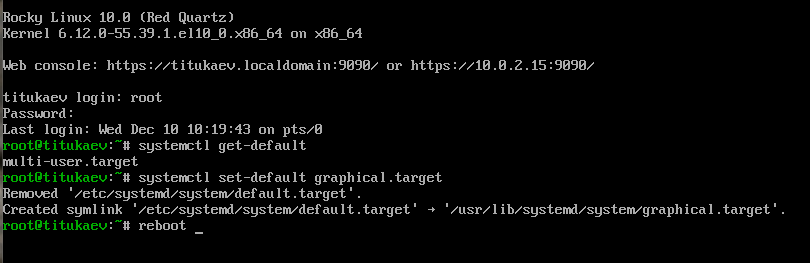 Rocky Linux 10.0 (Red Quartz)
Kernel 6.12.0-55.39.1.el10_0.x86_64 on x86_64
Web console: https://titukaev.localdomain:9090/ or https://10.0.2.15:9090/
titukaev login: root
Password:
Last login: Wed Dec 10 10:19:43 on pts/0
root@titukaev:~# systemctl get-default
multi-user.target
root@titukaev:~# systemctl set-default graphical.target
Removed '/etc/systemd/system/default.target'.
Created symlink '/etc/systemd/system/default.target' → '/usr/lib/systemd/system/graphical.target'.
root@titukaev:~# reboot _